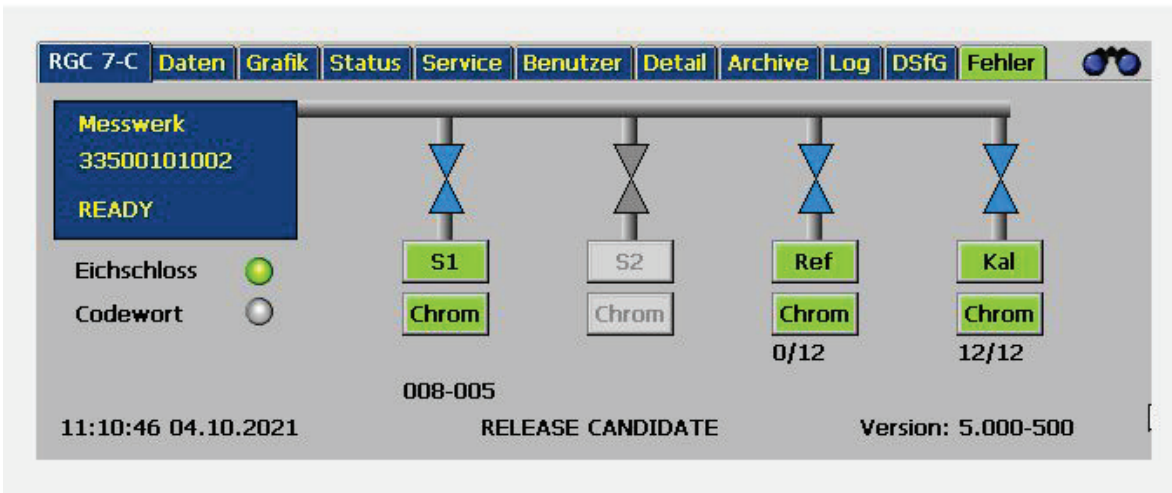 RGC 7-C Daten Grafik Status Service Benutzer Detail Archive Log DSfG Fehler
Messwerk
33500101002
READY
Eichschloss
Codewort
S1 S2 Ref Kal
Chrom Chrom Chrom Chrom
0/12 12/12
008-005
11:10:46 04.10.2021 RELEASE CANDIDATE Version: 5.000-500